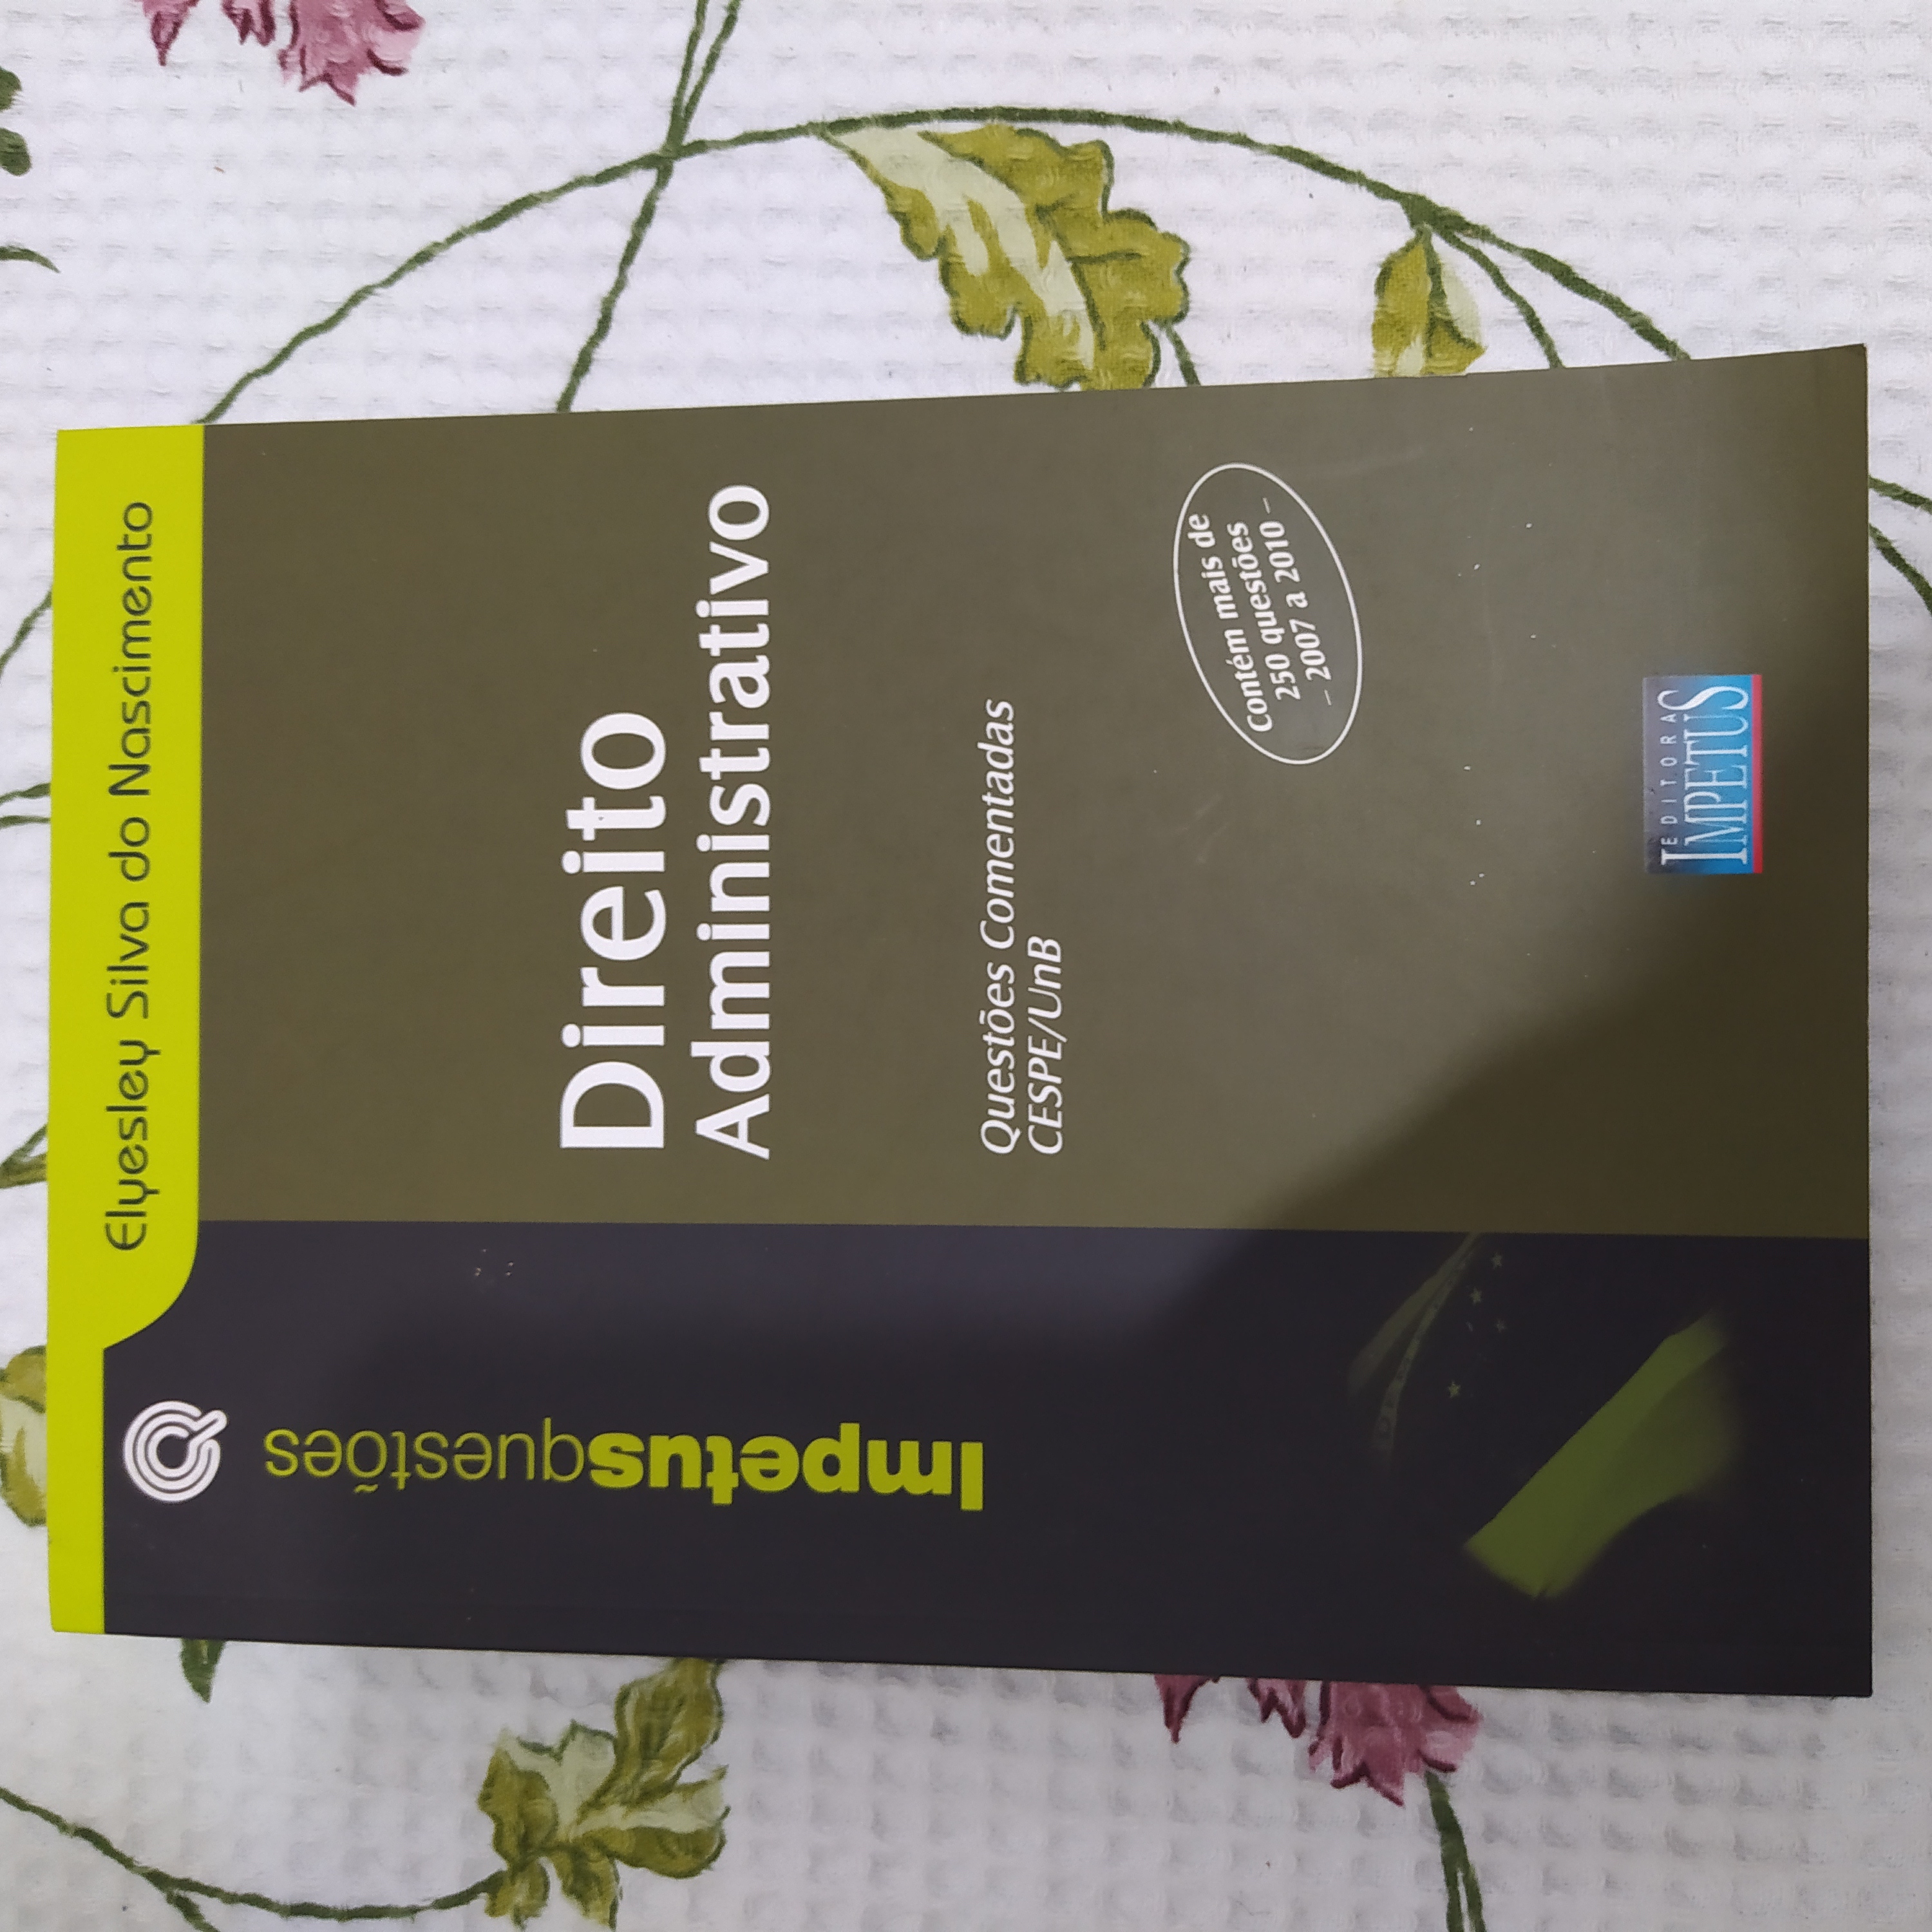 Elyesley Silva do Nascimento
Impetusquestões
Direito
Administrativo
Questões Comentadas
CESPE/UnB
Contém mais de
250 questões
– 2007 a 2010 –
EDITORA
IMPETUS